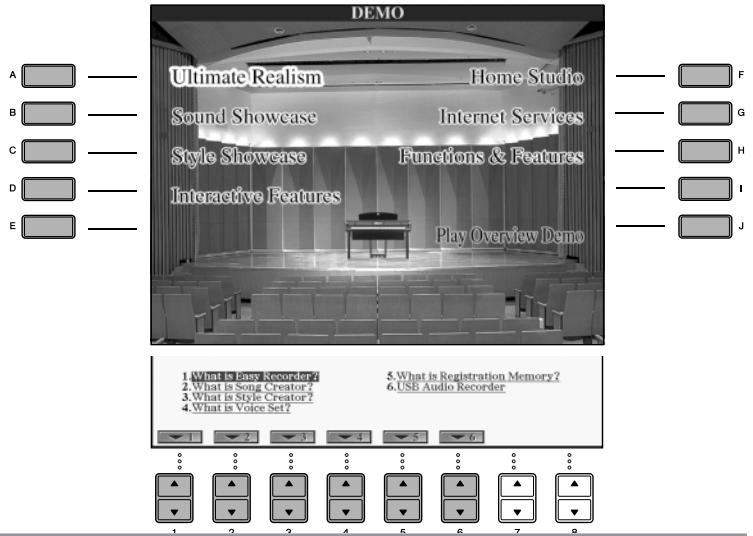 DEMO
A
Ultimate Realism
Home Studio
F
B
Sound Showcase
Internet Services
G
C
Style Showcase
Functions & Features
H
D
Interactive Features
I
E
Play Overview Demo
J
1.What is Easy Recorder?
2.What is Song Creator?
3.What is Style Creator?
4.What is Voice Set?
5.What is Registration Memory?
6.USB Audio Recorder
1 2 3 4 5 6
1 2 3 4 5 6 7 8